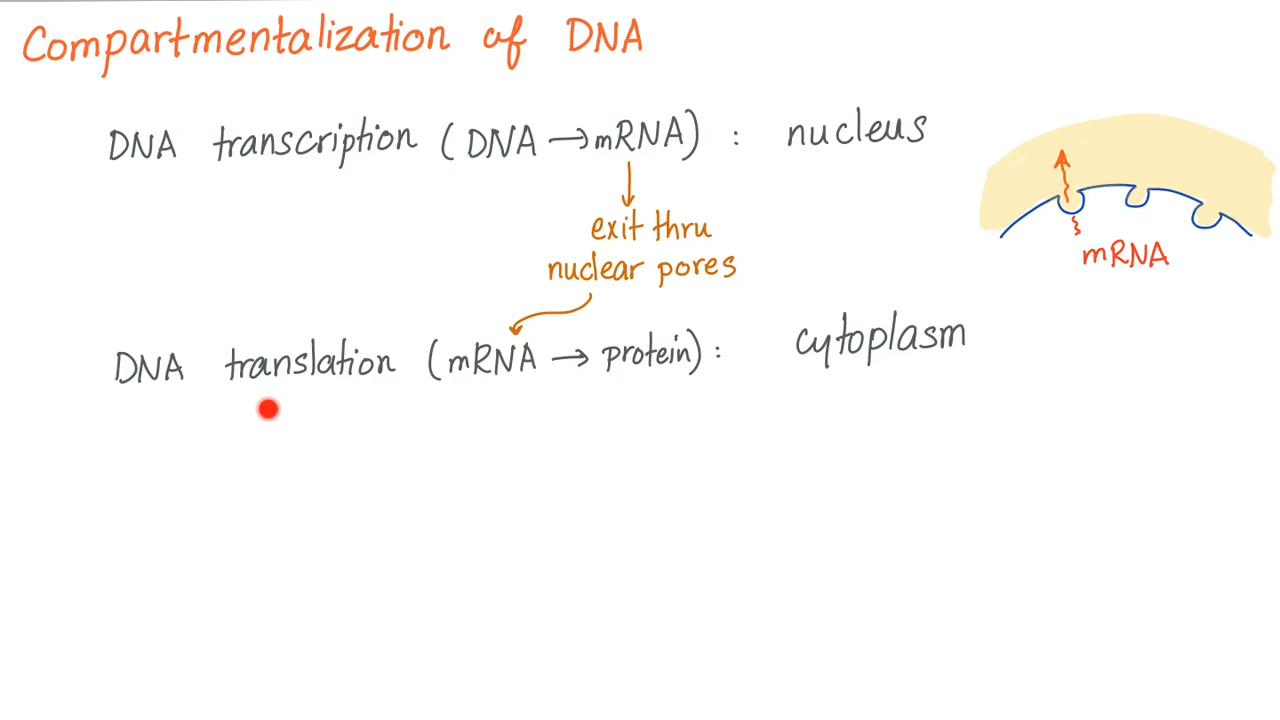 Compartmentalization of DNA
DNA transcription (DNA → mRNA) : nucleus
exit thru
nuclear pores
mRNA
DNA translation (mRNA → protein) : cytoplasm